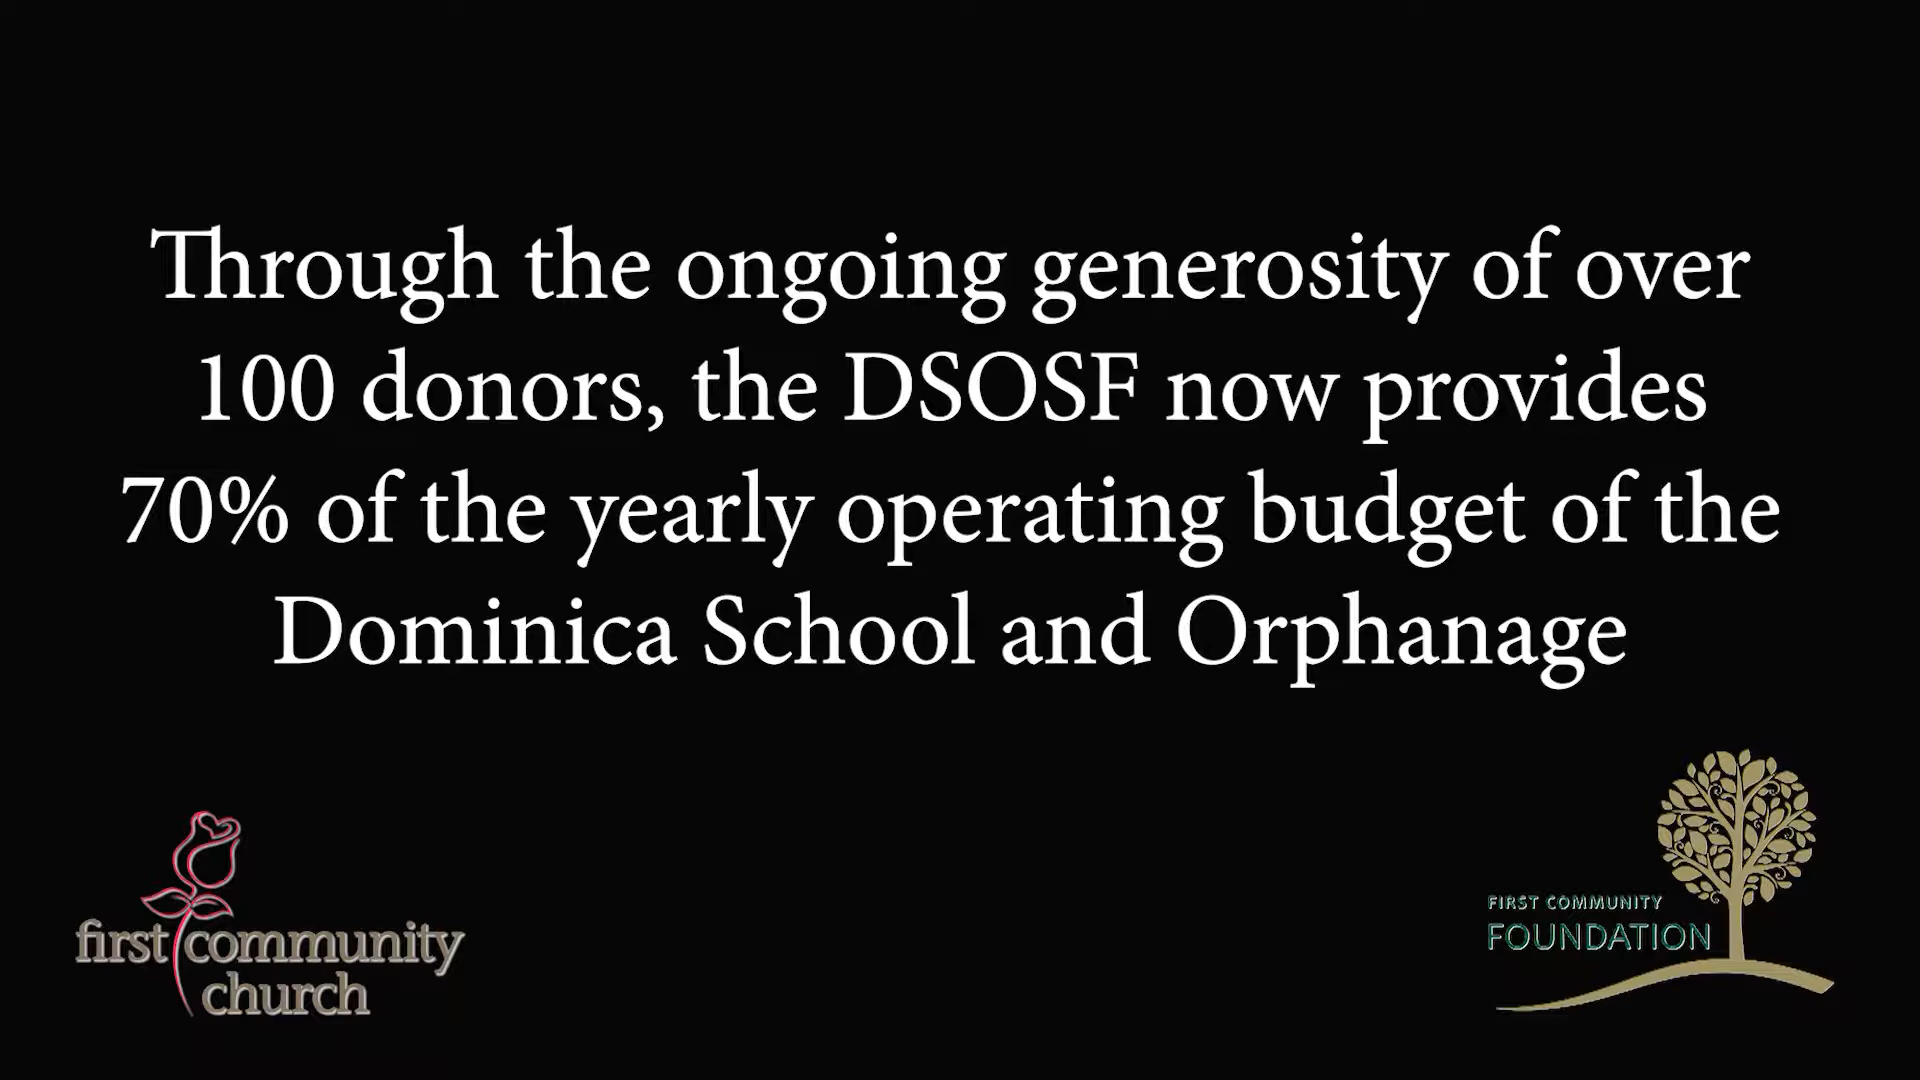 Through the ongoing generosity of over
100 donors, the DSOSF now provides
70% of the yearly operating budget of the
Dominica School and Orphanage
first community
church
FIRST COMMUNITY
FOUNDATION